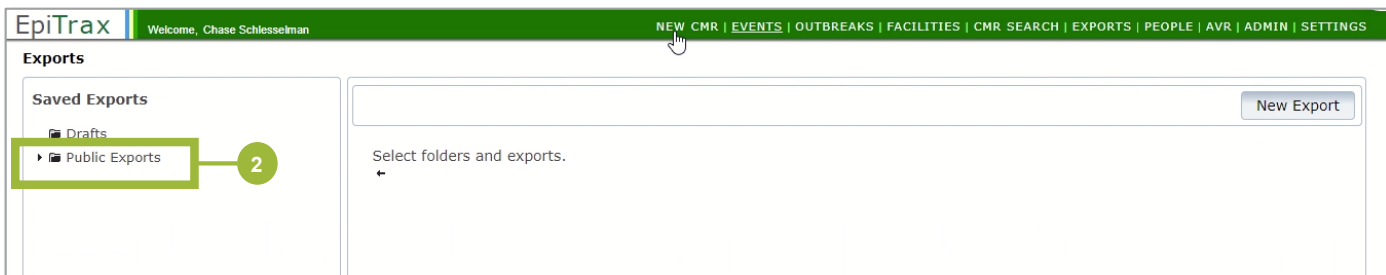 EpiTrax Welcome, Chase Schlesselman NEW CMR | EVENTS | OUTBREAKS | FACILITIES | CMR SEARCH | EXPORTS | PEOPLE | AVR | ADMIN | SETTINGS
Exports
Saved Exports
New Export
Drafts
Public Exports
2
Select folders and exports.